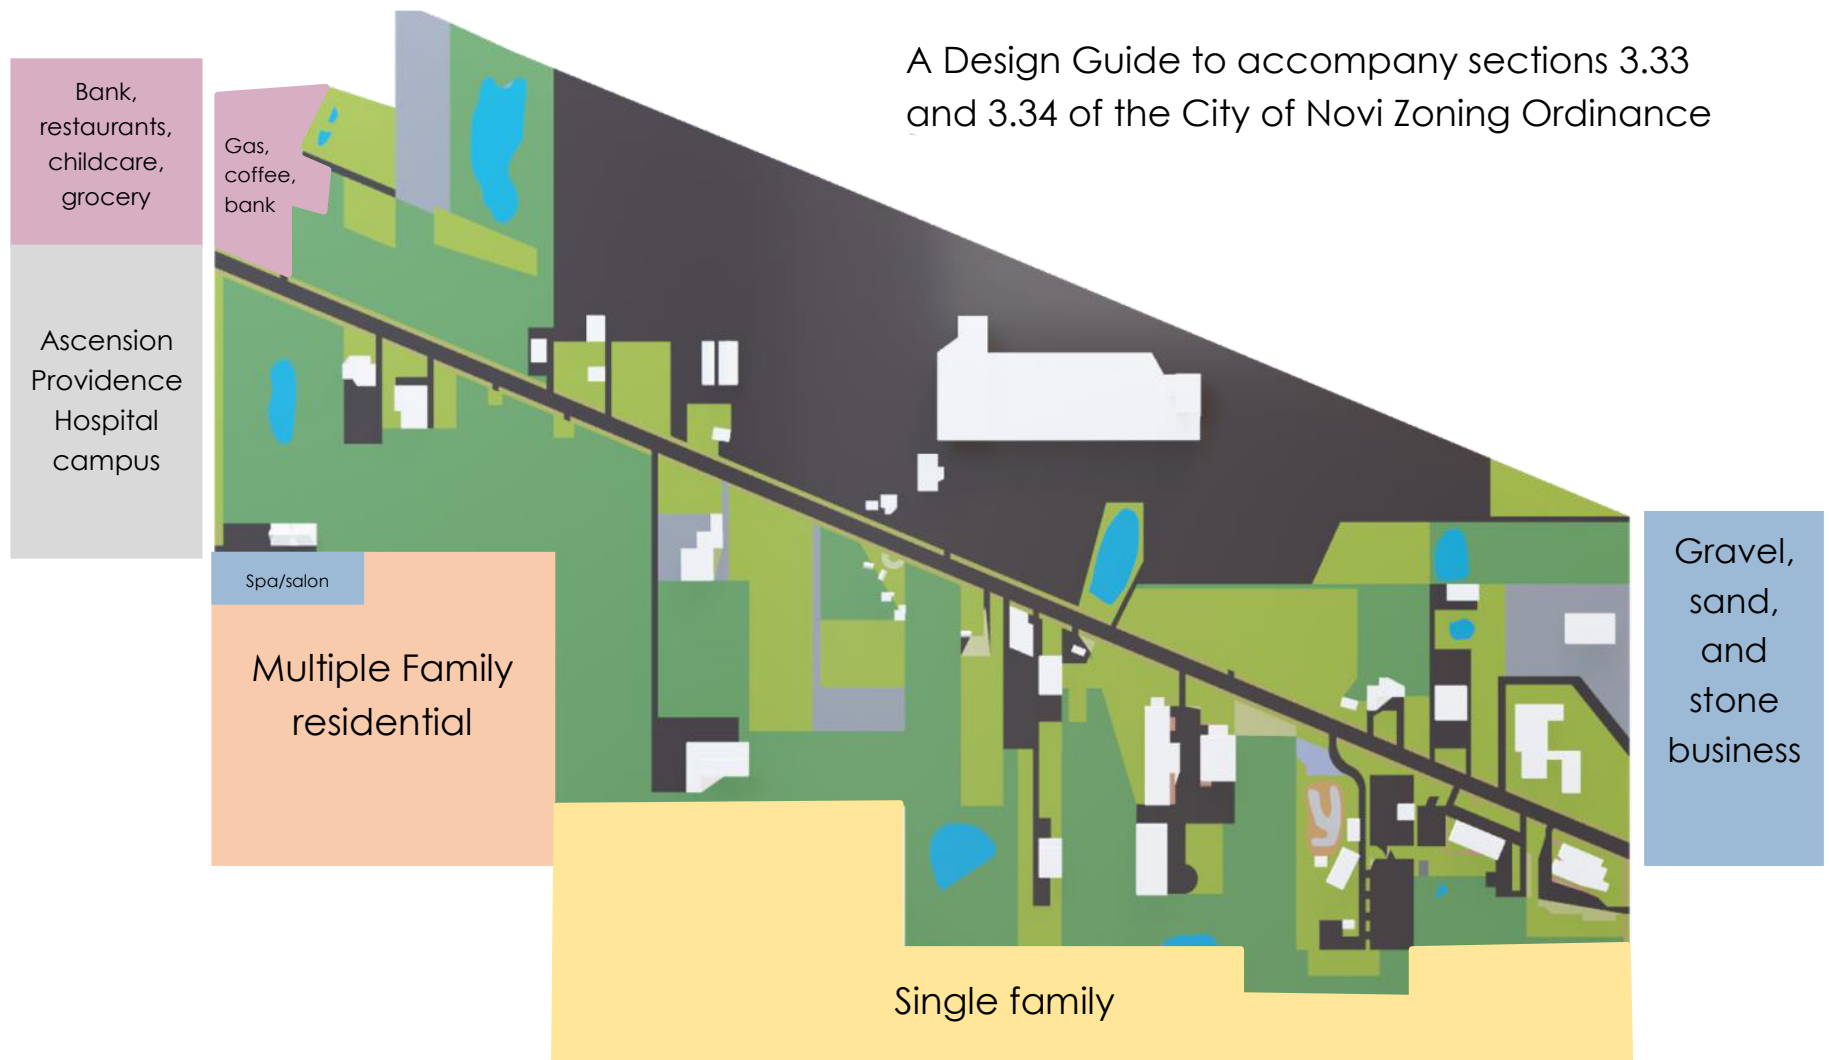 A Design Guide to accompany sections 3.33
and 3.34 of the City of Novi Zoning Ordinance
Bank,
restaurants,
childcare,
grocery
Gas,
coffee,
bank
Ascension
Providence
Hospital
campus
Spa/salon
Multiple Family
residential
Gravel,
sand,
and
stone
business
Single family